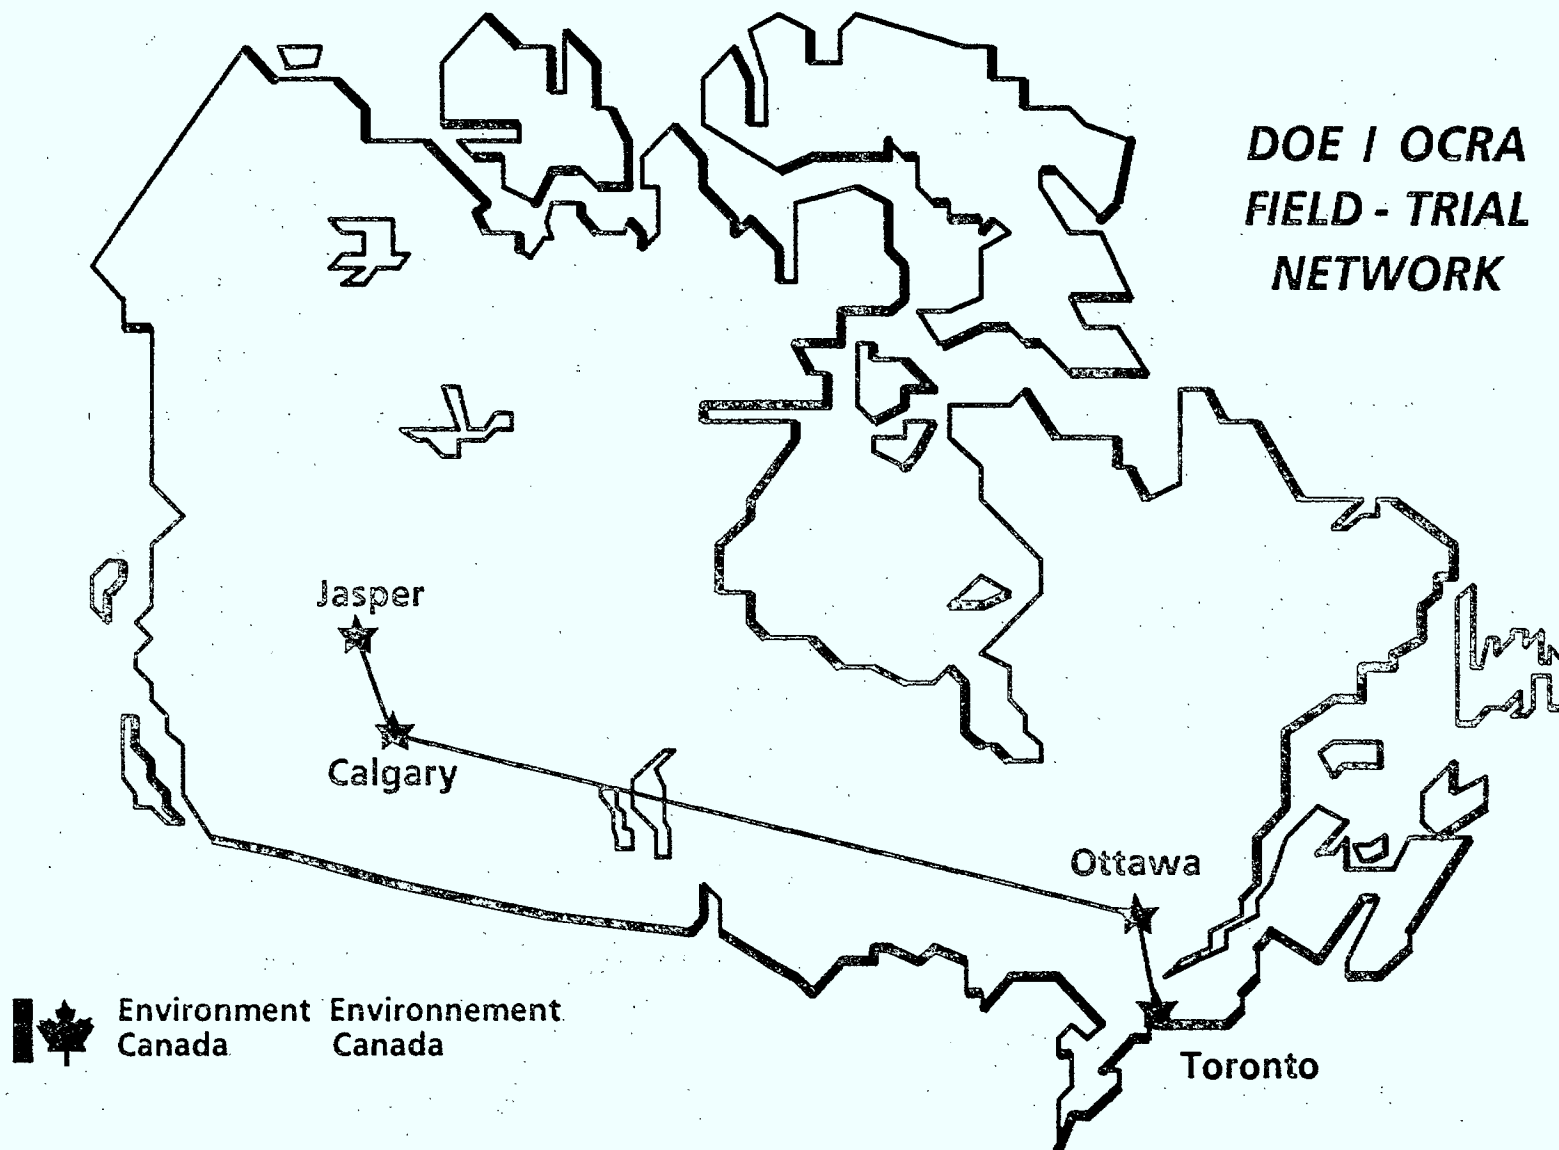 DOE / OCRA
FIELD - TRIAL
NETWORK
Jasper
Calgary
Ottawa
Toronto
Environment Environnement
Canada Canada